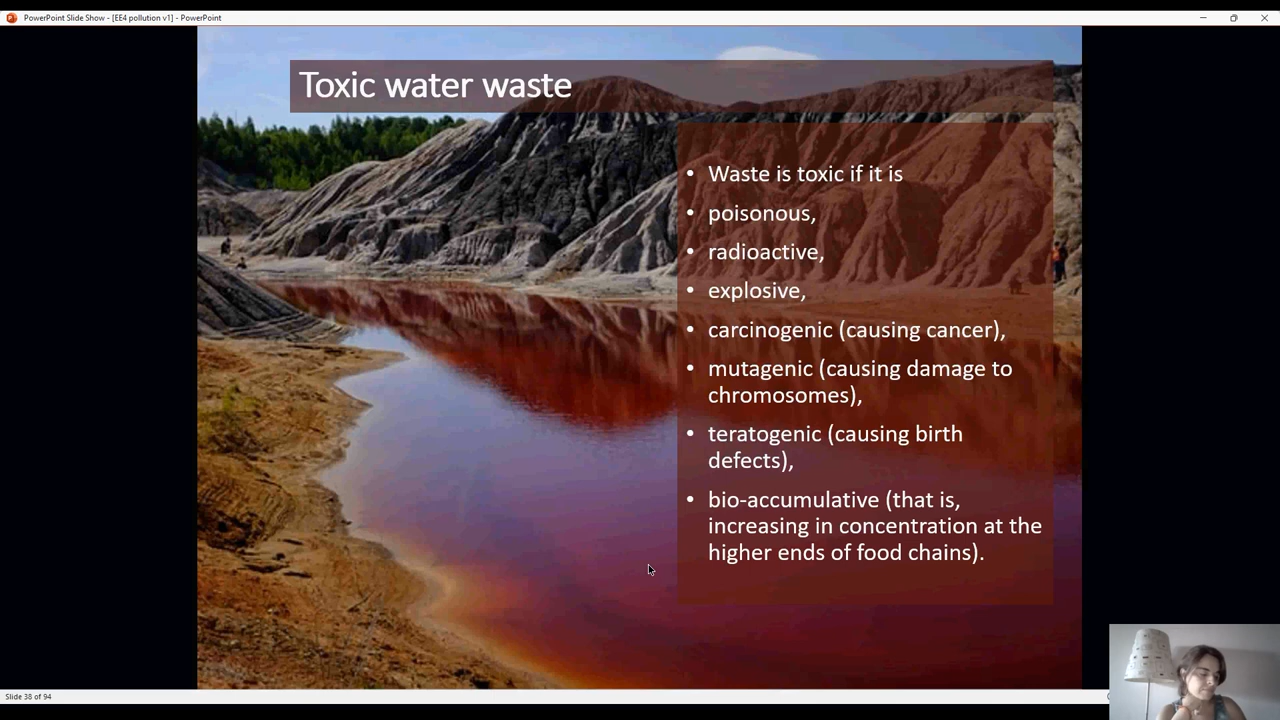 PowerPoint Slide Show - [EE4 pollution v1] - PowerPoint
Toxic water waste
• Waste is toxic if it is
• poisonous,
• radioactive,
• explosive,
• carcinogenic (causing cancer),
• mutagenic (causing damage to
chromosomes),
• teratogenic (causing birth
defects),
• bio-accumulative (that is,
increasing in concentration at the
higher ends of food chains).
Slide 38 of 94